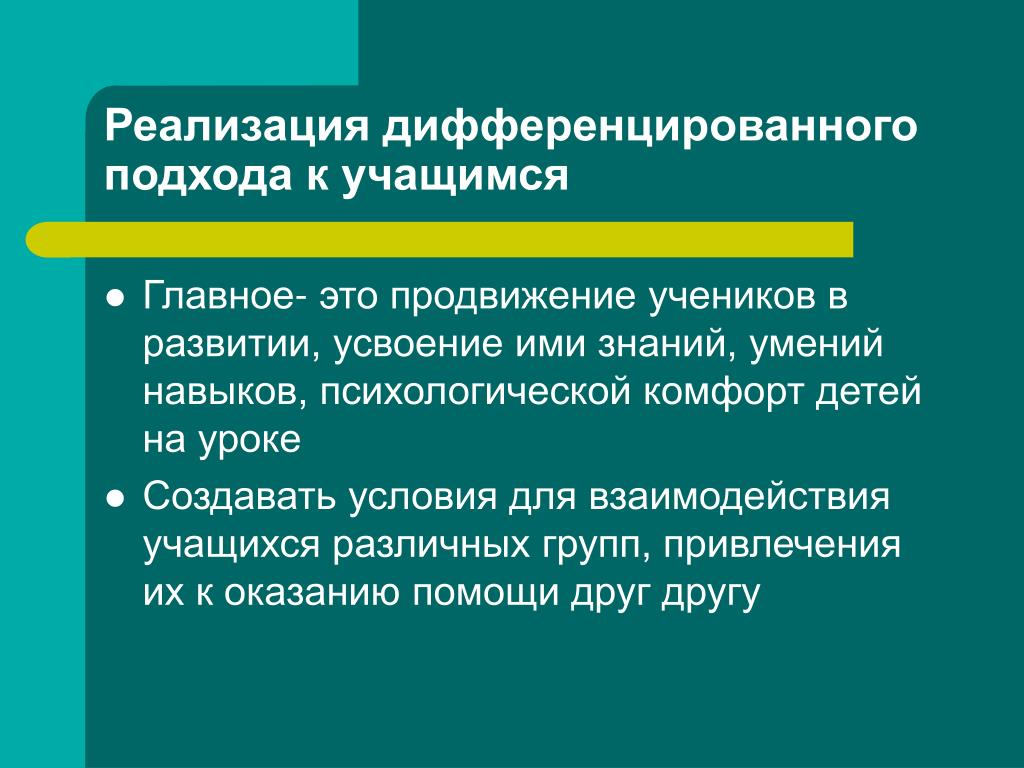 Реализация дифференцированного
подхода к учащимся
Главное- это продвижение учеников в
развитии, усвоение ими знаний, умений
навыков, психологической комфорт детей
на уроке
Создавать условия для взаимодействия
учащихся различных групп, привлечения
их к оказанию помощи друг другу